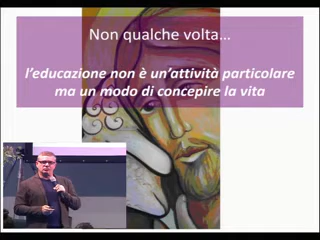 Non qualche volta…
l'educazione non è un'attività particolare
ma un modo di concepire la vita